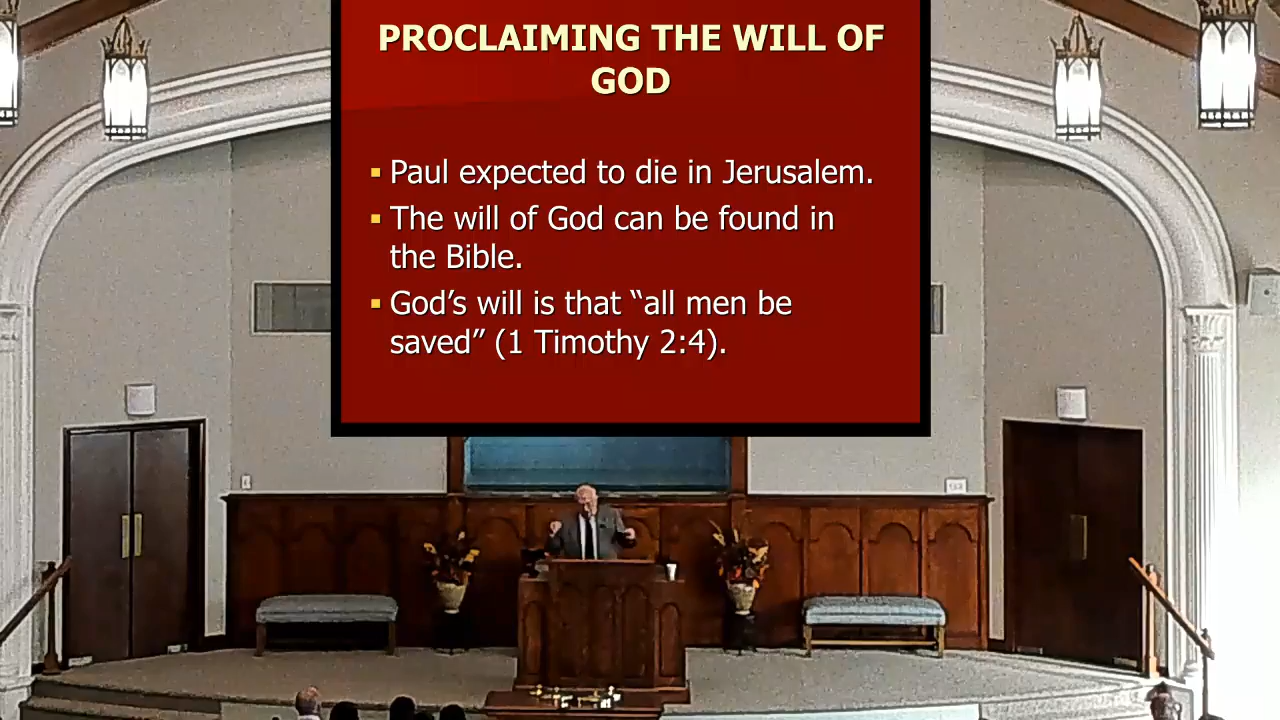 PROCLAIMING THE WILL OF
GOD
▪ Paul expected to die in Jerusalem.
▪ The will of God can be found in
the Bible.
▪ God’s will is that “all men be
saved” (1 Timothy 2:4).